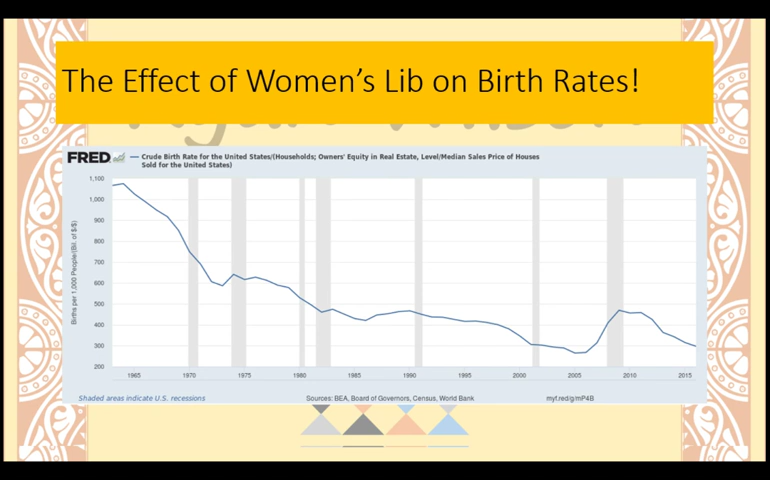 The Effect of Women's Lib on Birth Rates!
FRED
Crude Birth Rate for the United States/(Households; Owners' Equity in Real Estate, Level/Median Sales Price of Houses
Sold for the United States)
Births per 1,000 People/(Bil. of $/$)
1,100
1,000
900
800
700
600
500
400
300
200
1965 1970 1975 1980 1985 1990 1995 2000 2005 2010 2015
Shaded areas indicate U.S. recessions Sources: BEA, Board of Governors, Census, World Bank myf.red/g/mP4B